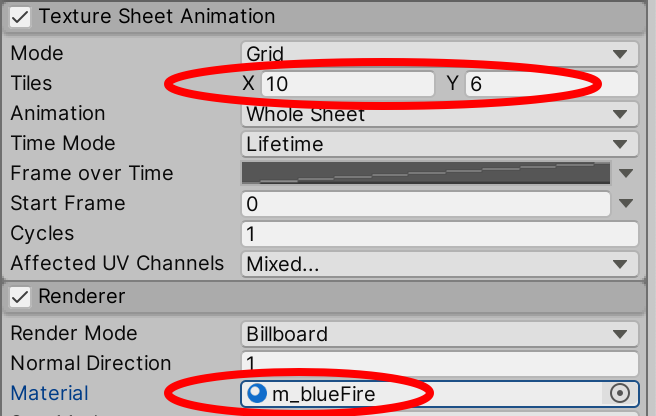 Texture Sheet Animation
Mode Grid
Tiles X 10 Y 6
Animation Whole Sheet
Time Mode Lifetime
Frame over Time
Start Frame 0
Cycles 1
Affected UV Channels Mixed...
Renderer
Render Mode Billboard
Normal Direction 1
Material m_blueFire